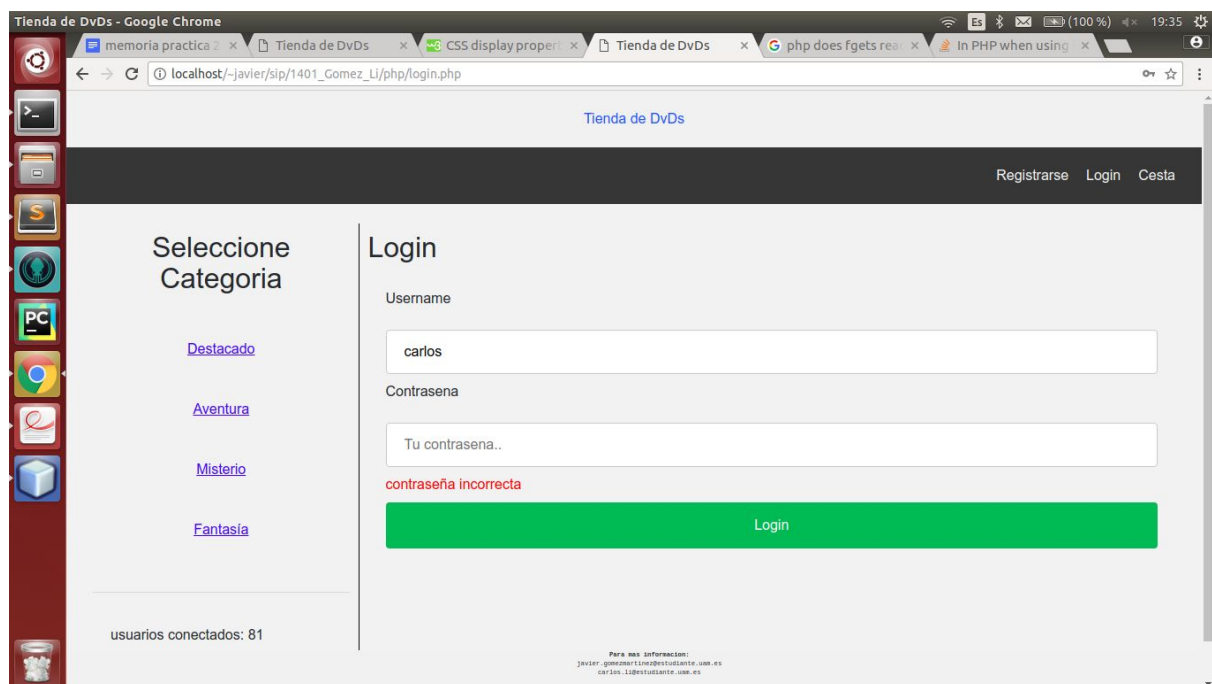 Tienda de DvDs - Google Chrome
Es
(100 %)
19:35
memoria practica 2
Tienda de DvDs
CSS display propert
Tienda de DvDs
php does fgets rea
In PHP when using
localhost/~javier/sip/1401_Gomez_Li/php/login.php
Tienda de DvDs
Registrarse Login Cesta
Seleccione
Categoria
Destacado
Aventura
Misterio
Fantasía
usuarios conectados: 81
Login
Username
carlos
Contrasena
Tu contrasena..
contraseña incorrecta
Login
Para mas informacion:
javier.gomezmartinez@estudiante.uam.es
carlos.li@estudiante.uam.es
PC